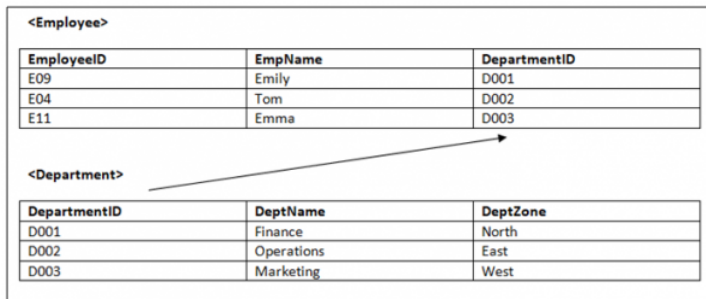 <Employee>
EmployeeID EmpName DepartmentID
E09 Emily D001
E04 Tom D002
E11 Emma D003
<Department>
DepartmentID DeptName DeptZone
D001 Finance North
D002 Operations East
D003 Marketing West